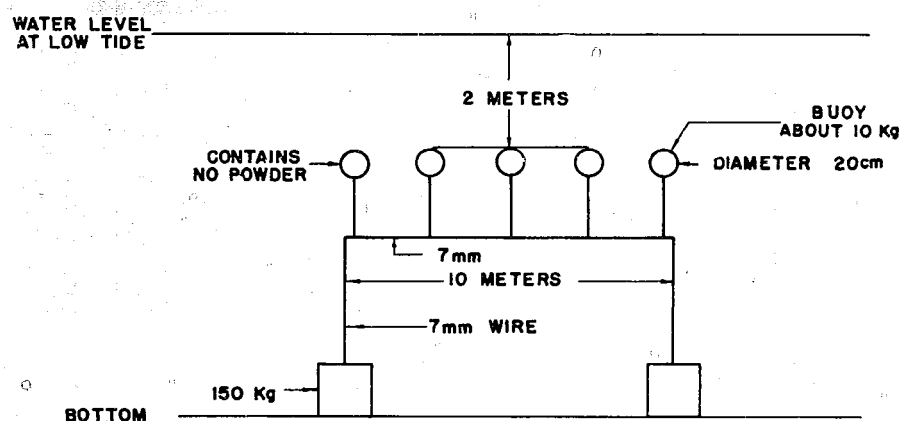 WATER LEVEL
AT LOW TIDE
2 METERS
BUOY
ABOUT 10 Kg
CONTAINS
NO POWDER
DIAMETER 20cm
7mm
10 METERS
7mm WIRE
150 Kg
BOTTOM